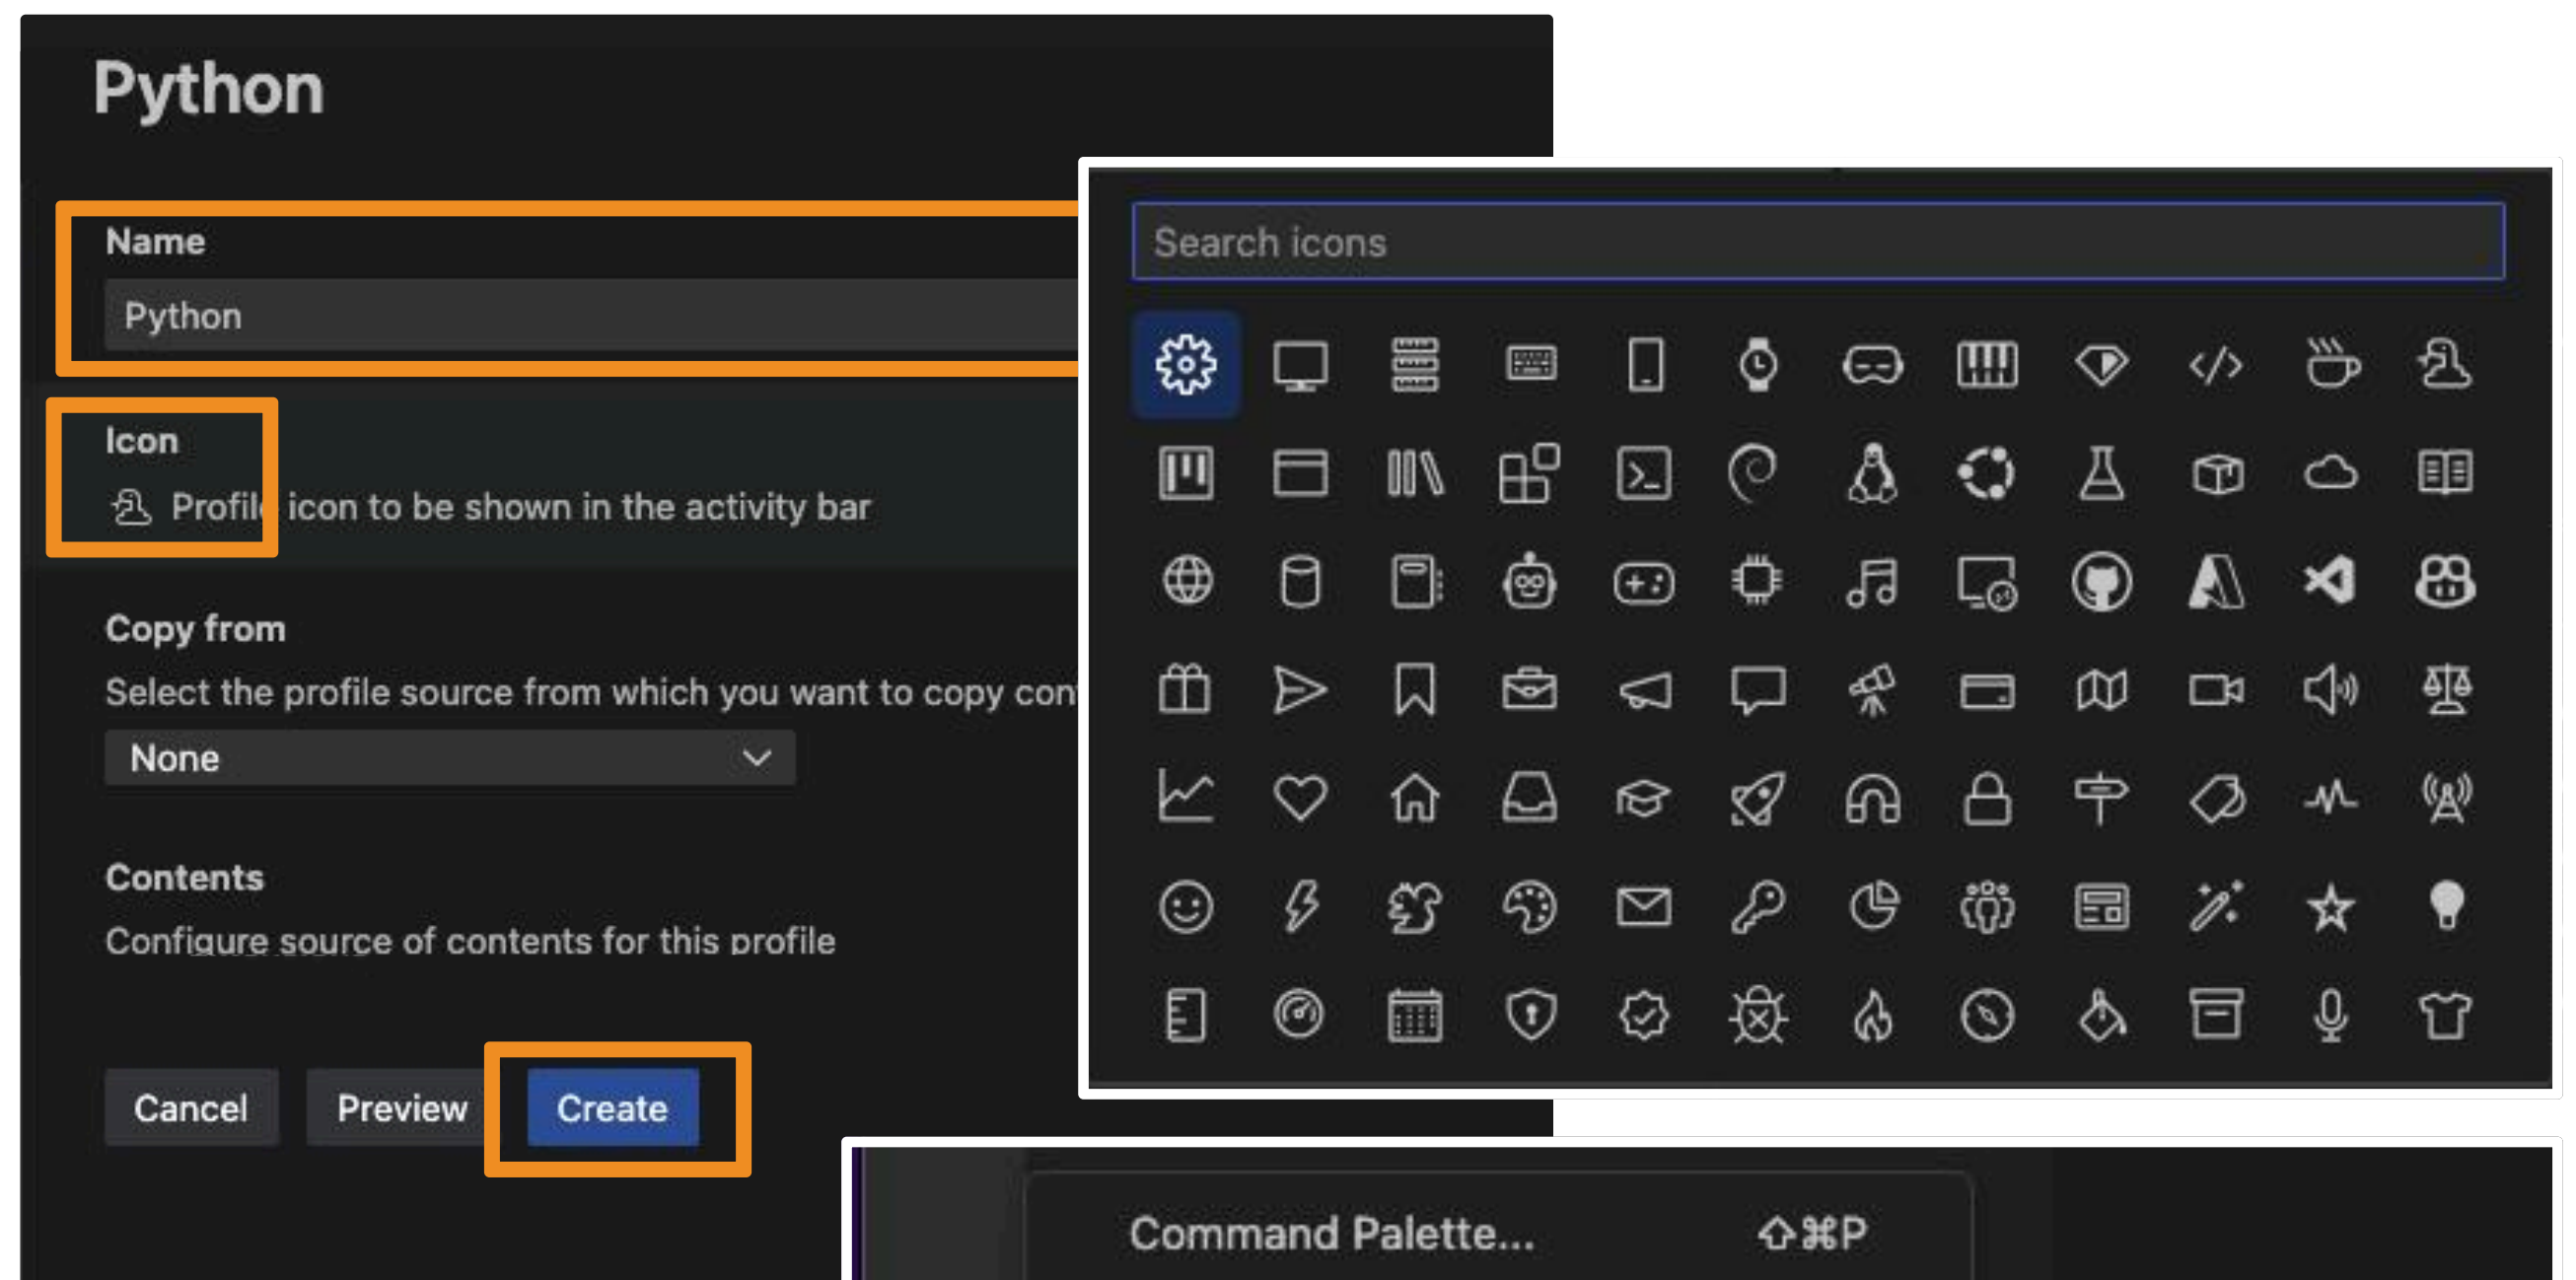 Python
Name
Python
Icon
Profile icon to be shown in the activity bar
Copy from
Select the profile source from which you want to copy con
None
Contents
Configure source of contents for this profile
Cancel
Preview
Create
Search icons
Command Palette...
⇧⌘P